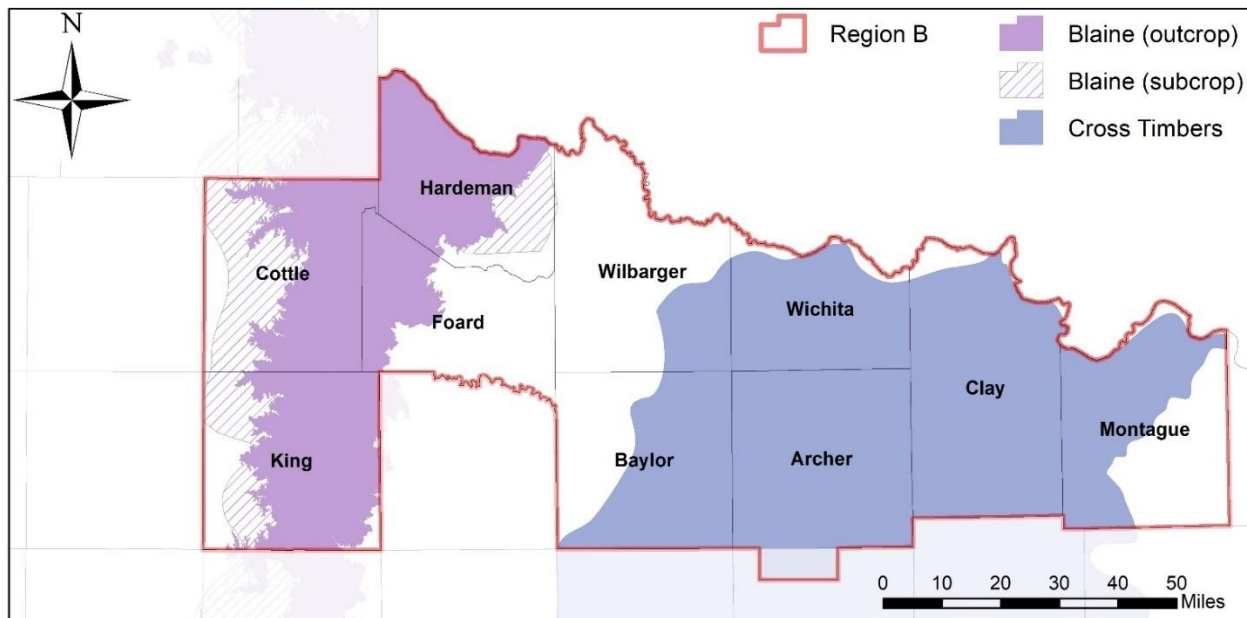 N
Region B
Blaine (outcrop)
Blaine (subcrop)
Cross Timbers
Hardeman
Cottle
Wilbarger
Foard
Wichita
Clay
Montague
King
Baylor
Archer
0 10 20 30 40 50
Miles